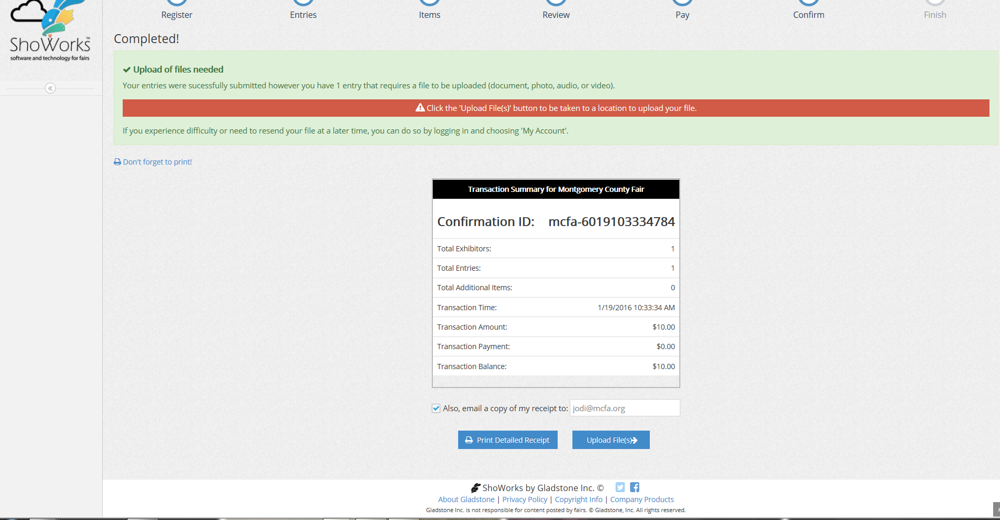 Register Entries Items Review Pay Confirm Finish
ShoWorks™
software and technology for fairs
Completed!
Upload of files needed
Your entries were sucessfully submitted however you have 1 entry that requires a file to be uploaded (document, photo, audio, or video).
Click the 'Upload File(s)' button to be taken to a location to upload your file.
If you experience difficulty or need to resend your file at a later time, you can do so by logging in and choosing 'My Account'.
Don't forget to print!
Transaction Summary for Montgomery County Fair
Confirmation ID: mcfa-6019103334784
Total Exhibitors: 1
Total Entries: 1
Total Additional Items: 0
Transaction Time: 1/19/2016 10:33:34 AM
Transaction Amount: $10.00
Transaction Payment: $0.00
Transaction Balance: $10.00
Also, email a copy of my receipt to: jodi@mcfa.org
Print Detailed Receipt Upload File(s)
ShoWorks by Gladstone Inc. ©
About Gladstone | Privacy Policy | Copyright Info | Company Products
Gladstone Inc. is not responsible for content posted by fairs. © Gladstone, Inc. All rights reserved.